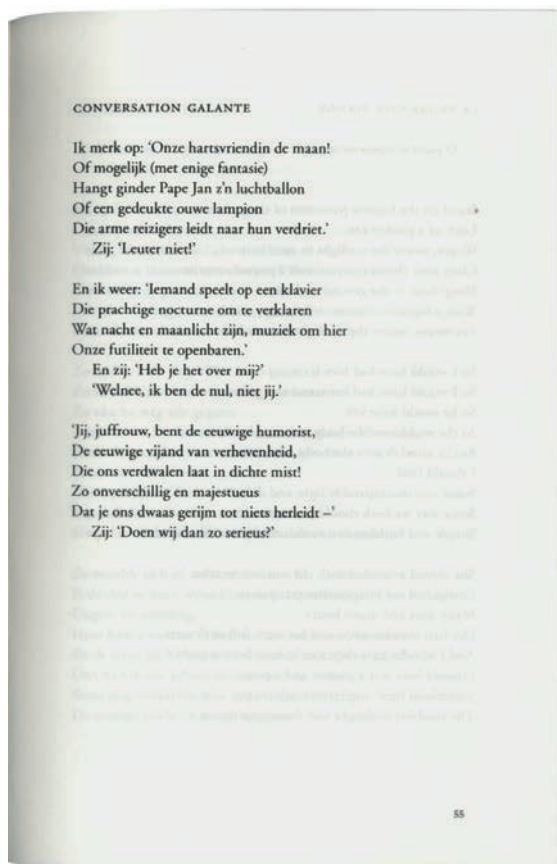 CONVERSATION GALANTE
Ik merk op: ‘Onze hartsvriendin de maan!
Of mogelijk (met enige fantasie)
Hangt ginder Pape Jan z’n luchtballon
Of een gedeukte ouwe lampion
Die arme reizigers leidt naar hun verdriet.’
Zij: ‘Leuter niet!’
En ik weer: ‘Iemand speelt op een klavier
Die prachtige nocturne om te verklaren
Wat nacht en maanlicht zijn, muziek om hier
Onze futiliteit te openbaren.’
En zij: ‘Heb je het over mij?’
‘Welnee, ik ben de nul, niet jij.’
‘Jij, juffrouw, bent de eeuwige humorist,
De eeuwige vijand van verhevenheid,
Die ons verdwalen laat in dichte mist!
Zo onverschillig en majestueus
Dat je ons dwaas gerijm tot niets herleidt –’
Zij: ‘Doen wij dan zo serieus?’
55